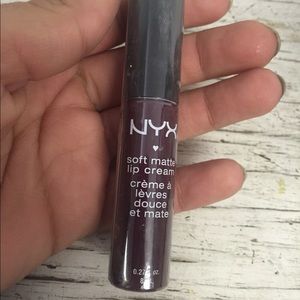 NYX
soft matte
lip cream
crème à
lèvres
douce
et mate